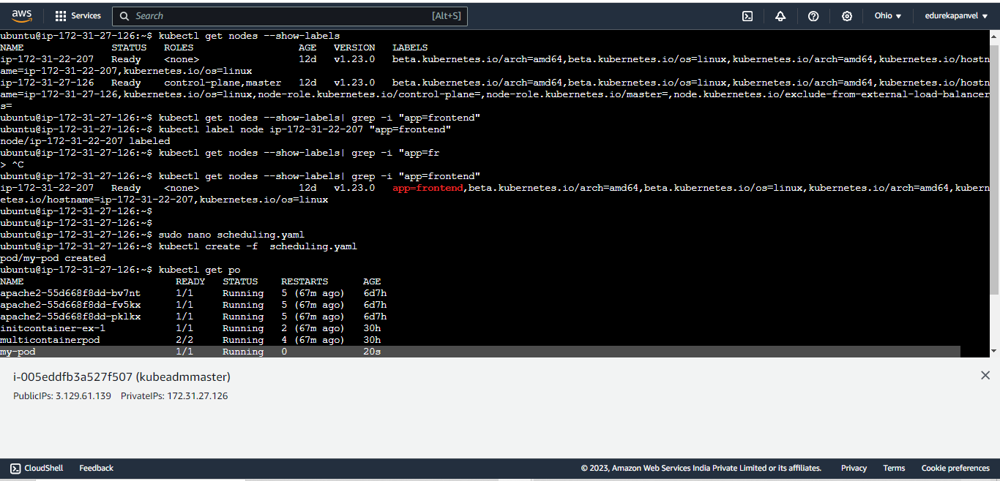 aws Services Search [Alt+S] Ohio ▼ edurekapanvel ▼
ubuntu@ip-172-31-27-126:~$ kubectl get nodes --show-labels
NAME STATUS ROLES AGE VERSION LABELS
ip-172-31-22-207 Ready <none> 12d v1.23.0 beta.kubernetes.io/arch=amd64,beta.kubernetes.io/os=linux,kubernetes.io/arch=amd64,kubernetes.io/hostn
ame=ip-172-31-22-207,kubernetes.io/os=linux
ip-172-31-27-126 Ready control-plane,master 12d v1.23.0 beta.kubernetes.io/arch=amd64,beta.kubernetes.io/os=linux,kubernetes.io/arch=amd64,kubernetes.io/hostn
ame=ip-172-31-27-126,kubernetes.io/os=linux,node-role.kubernetes.io/control-plane=,node-role.kubernetes.io/master=,node.kubernetes.io/exclude-from-external-load-balancer
s=
ubuntu@ip-172-31-27-126:~$ kubectl get nodes --show-labels| grep -i "app=frontend"
ubuntu@ip-172-31-27-126:~$ kubectl label node ip-172-31-22-207 "app=frontend"
node/ip-172-31-22-207 labeled
ubuntu@ip-172-31-27-126:~$ kubectl get nodes --show-labels| grep -i "app=fr
> ^C
ubuntu@ip-172-31-27-126:~$ kubectl get nodes --show-labels| grep -i "app=frontend"
ip-172-31-22-207 Ready <none> 12d v1.23.0 app=frontend,beta.kubernetes.io/arch=amd64,beta.kubernetes.io/os=linux,kubernetes.io/arch=amd64,kubern
etes.io/hostname=ip-172-31-22-207,kubernetes.io/os=linux
ubuntu@ip-172-31-27-126:~$
ubuntu@ip-172-31-27-126:~$
ubuntu@ip-172-31-27-126:~$ sudo nano scheduling.yaml
ubuntu@ip-172-31-27-126:~$ kubectl create -f  scheduling.yaml
pod/my-pod created
ubuntu@ip-172-31-27-126:~$ kubectl get po
NAME READY STATUS RESTARTS AGE
apache2-55d668f8dd-bv7nt 1/1 Running 5 (67m ago) 6d7h
apache2-55d668f8dd-fv5kx 1/1 Running 5 (67m ago) 6d7h
apache2-55d668f8dd-pklkx 1/1 Running 5 (67m ago) 6d7h
initcontainer-ex-1 1/1 Running 2 (67m ago) 30h
multicontainerpod 2/2 Running 4 (67m ago) 30h
my-pod 1/1 Running 0 20s
i-005eddfb3a527f507 (kubeadmmaster)
PublicIPs: 3.129.61.139 PrivateIPs: 172.31.27.126
CloudShell Feedback © 2023, Amazon Web Services India Private Limited or its affiliates. Privacy Terms Cookie preferences